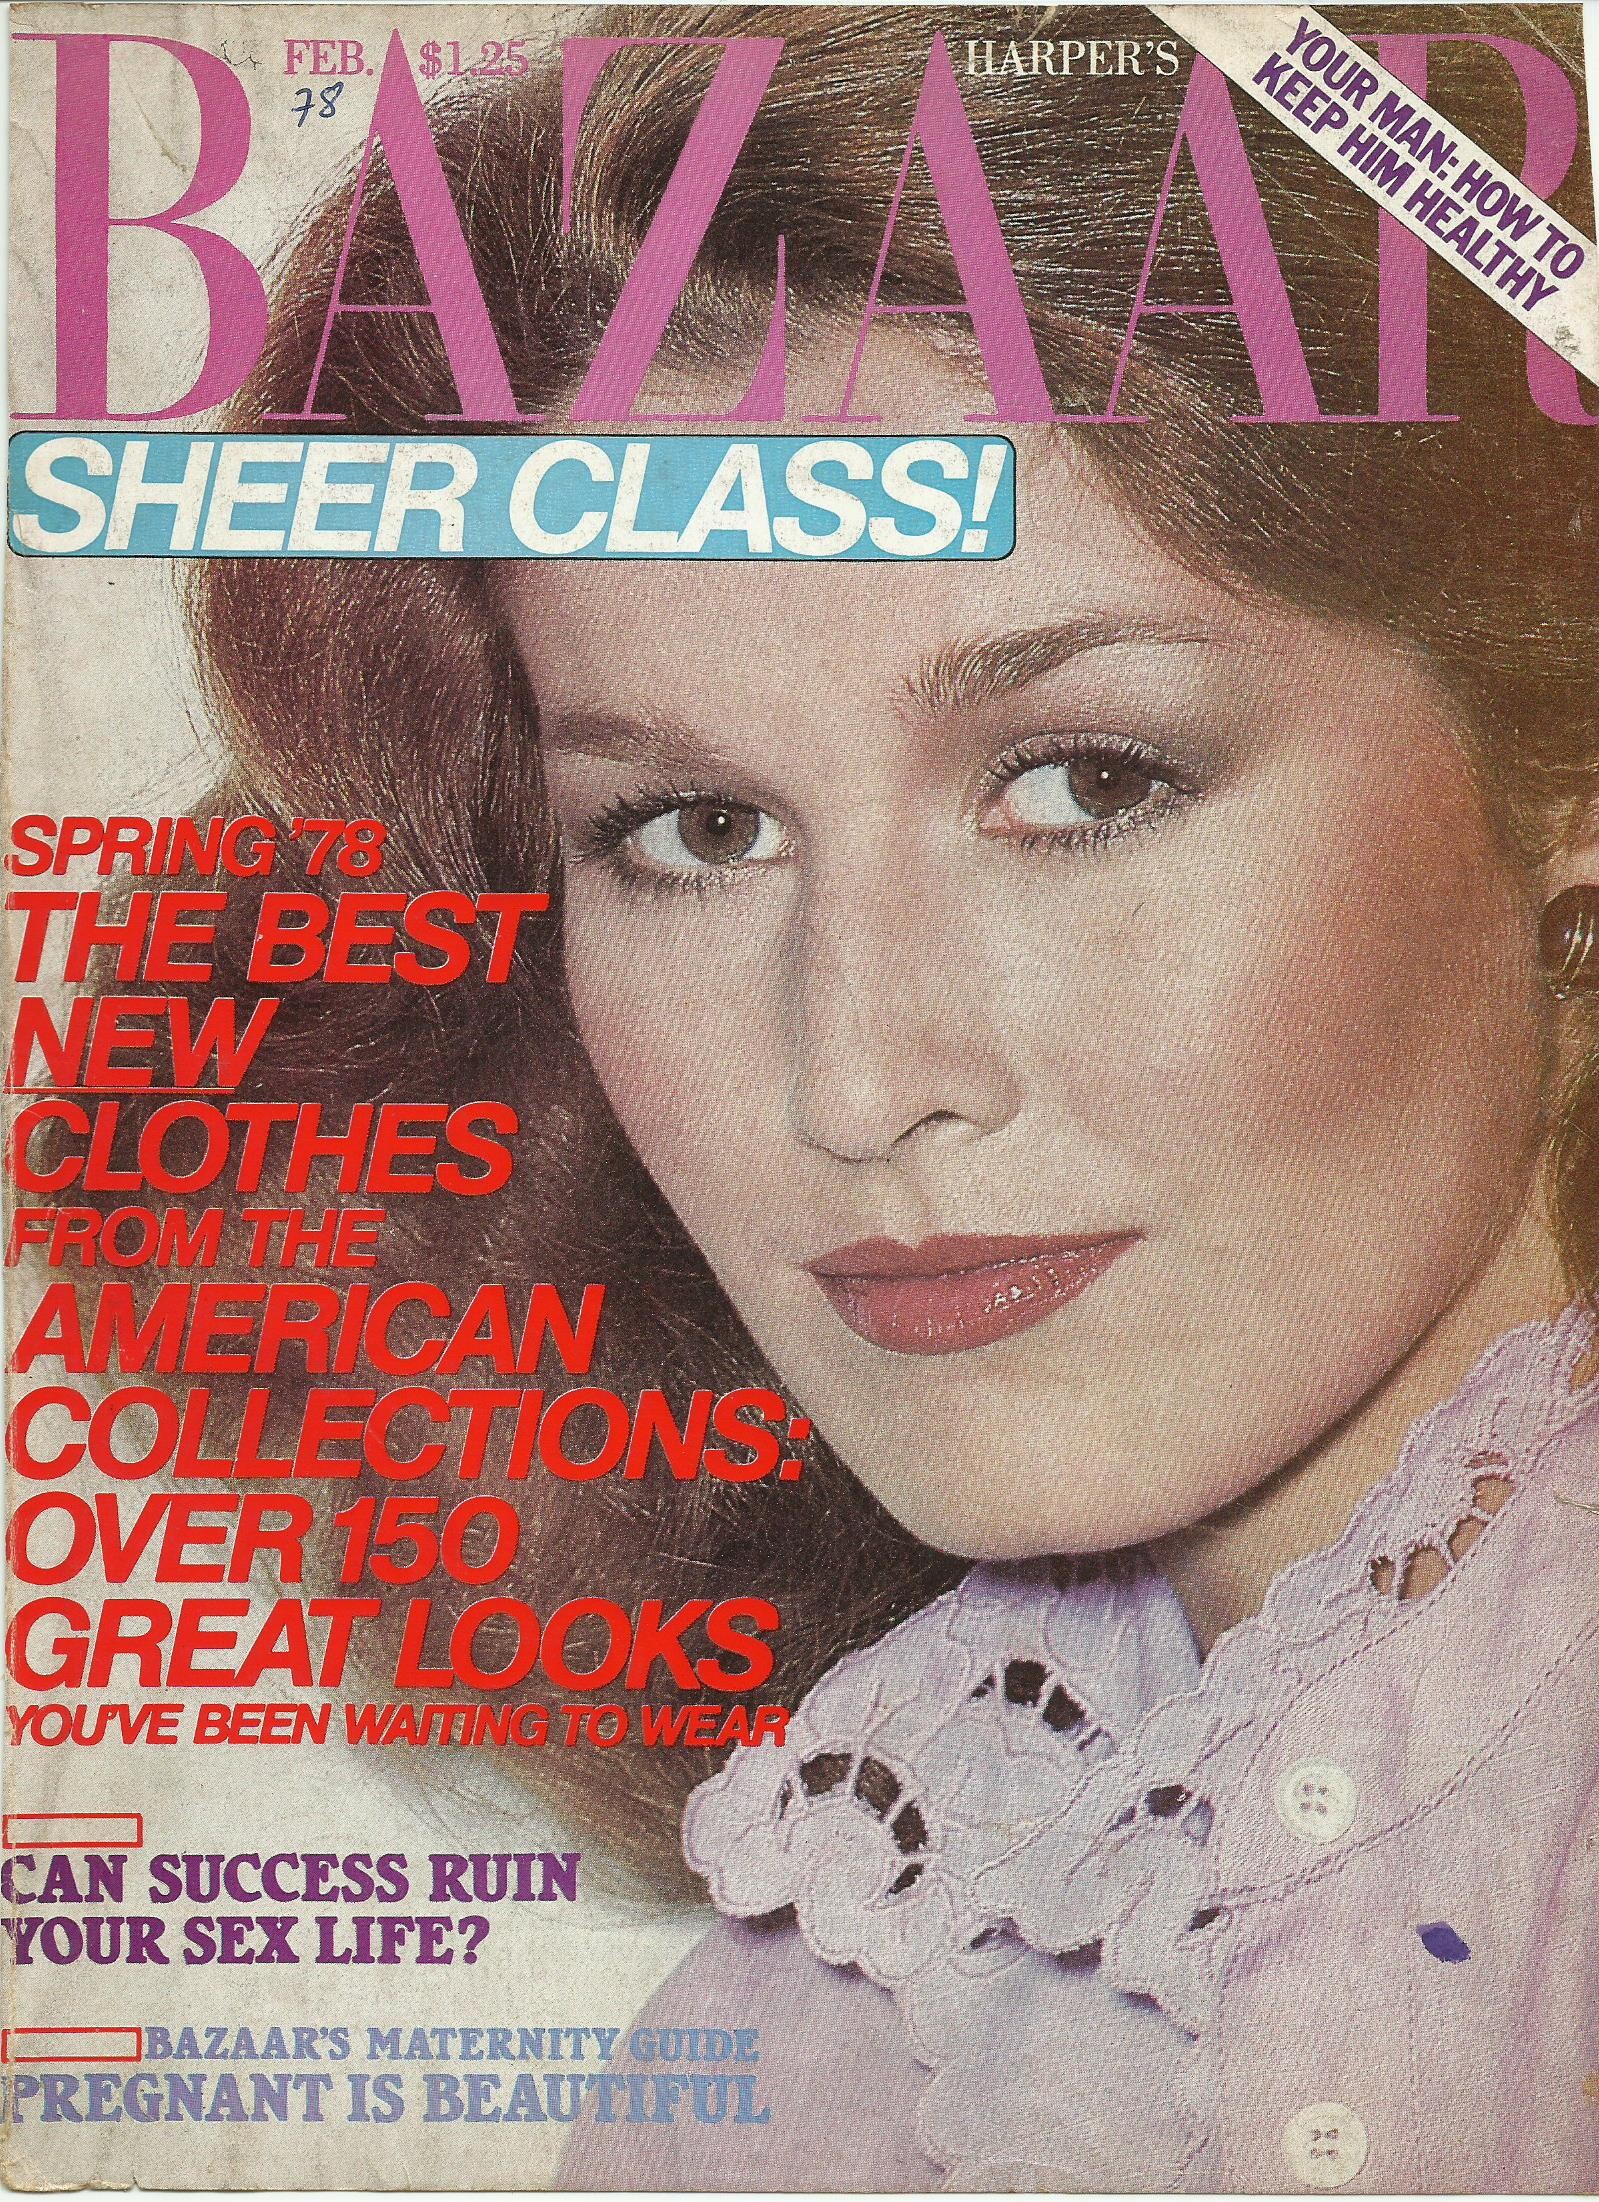 FEB. $1.25
78
HARPER'S
BAZAAR
YOUR MAN: HOW TO
KEEP HIM HEALTHY
SHEER CLASS!
SPRING '78
THE BEST
NEW
CLOTHES
FROM THE
AMERICAN
COLLECTIONS:
OVER 150
GREAT LOOKS
YOU'VE BEEN WAITING TO WEAR
CAN SUCCESS RUIN
YOUR SEX LIFE?
BAZAAR'S MATERNITY GUIDE
PREGNANT IS BEAUTIFUL